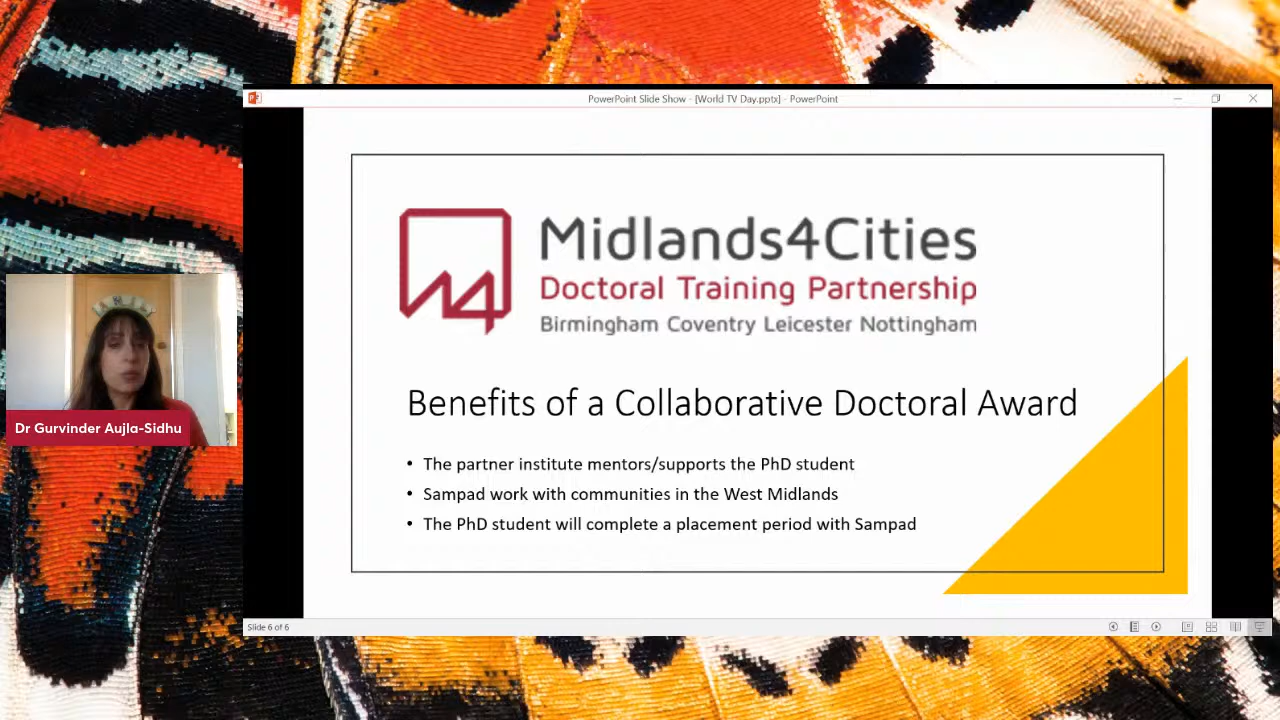 PowerPoint Slide Show - [World TV Day.pptx] - PowerPoint
Midlands4Cities
Doctoral Training Partnership
Birmingham Coventry Leicester Nottingham
Benefits of a Collaborative Doctoral Award
• The partner institute mentors/supports the PhD student
• Sampad work with communities in the West Midlands
• The PhD student will complete a placement period with Sampad
Dr Gurvinder Aujla-Sidhu
Slide 6 of 6